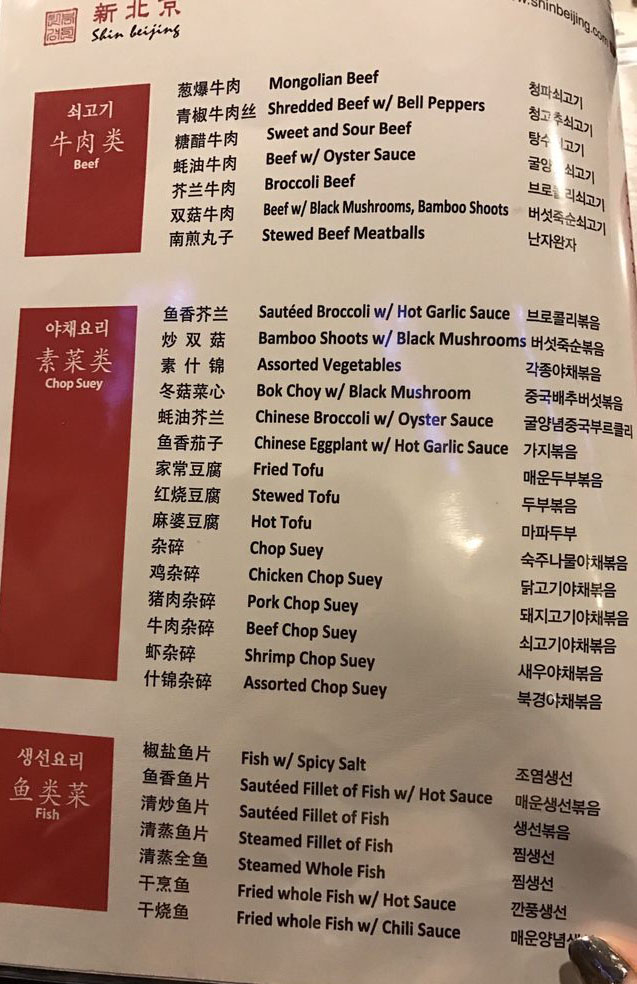 新北京
Shin beijing
www.shinbeijing.com
쇠고기
牛肉类
Beef
葱爆牛肉 Mongolian Beef 청파쇠고기
青椒牛肉丝 Shredded Beef w/ Bell Peppers 청고추쇠고기
糖醋牛肉 Sweet and Sour Beef 탕수쇠고기
蚝油牛肉 Beef w/ Oyster Sauce 굴양념쇠고기
芥兰牛肉 Broccoli Beef 브로콜리쇠고기
双菇牛肉 Beef w/ Black Mushrooms, Bamboo Shoots 버섯죽순쇠고기
南煎丸子 Stewed Beef Meatballs 난자완자
야채요리
素菜类
Chop Suey
鱼香芥兰 Sautéed Broccoli w/ Hot Garlic Sauce 브로콜리볶음
炒 双 菇 Bamboo Shoots w/ Black Mushrooms 버섯죽순볶음
素 什 锦 Assorted Vegetables 각종야채볶음
冬菇菜心 Bok Choy w/ Black Mushroom 중국배추버섯볶음
蚝油芥兰 Chinese Broccoli w/ Oyster Sauce 굴양념중국부르클리
鱼香茄子 Chinese Eggplant w/ Hot Garlic Sauce 가지볶음
家常豆腐 Fried Tofu 매운두부볶음
红烧豆腐 Stewed Tofu 두부볶음
麻婆豆腐 Hot Tofu 마파두부
杂碎 Chop Suey 숙주나물야채볶음
鸡杂碎 Chicken Chop Suey 닭고기야채볶음
猪肉杂碎 Pork Chop Suey 돼지고기야채볶음
牛肉杂碎 Beef Chop Suey 쇠고기야채볶음
虾杂碎 Shrimp Chop Suey 새우야채볶음
什锦杂碎 Assorted Chop Suey 북경야채볶음
생선요리
鱼类菜
Fish
椒盐鱼片 Fish w/ Spicy Salt 조염생선
鱼香鱼片 Sautéed Fillet of Fish w/ Hot Sauce 매운생선볶음
清炒鱼片 Sautéed Fillet of Fish 생선볶음
清蒸鱼片 Steamed Fillet of Fish 찜생선
清蒸全鱼 Steamed Whole Fish 찜생선
干烹鱼 Fried whole Fish w/ Hot Sauce 깐풍생선
干烧鱼 Fried whole Fish w/ Chili Sauce 매운양념생